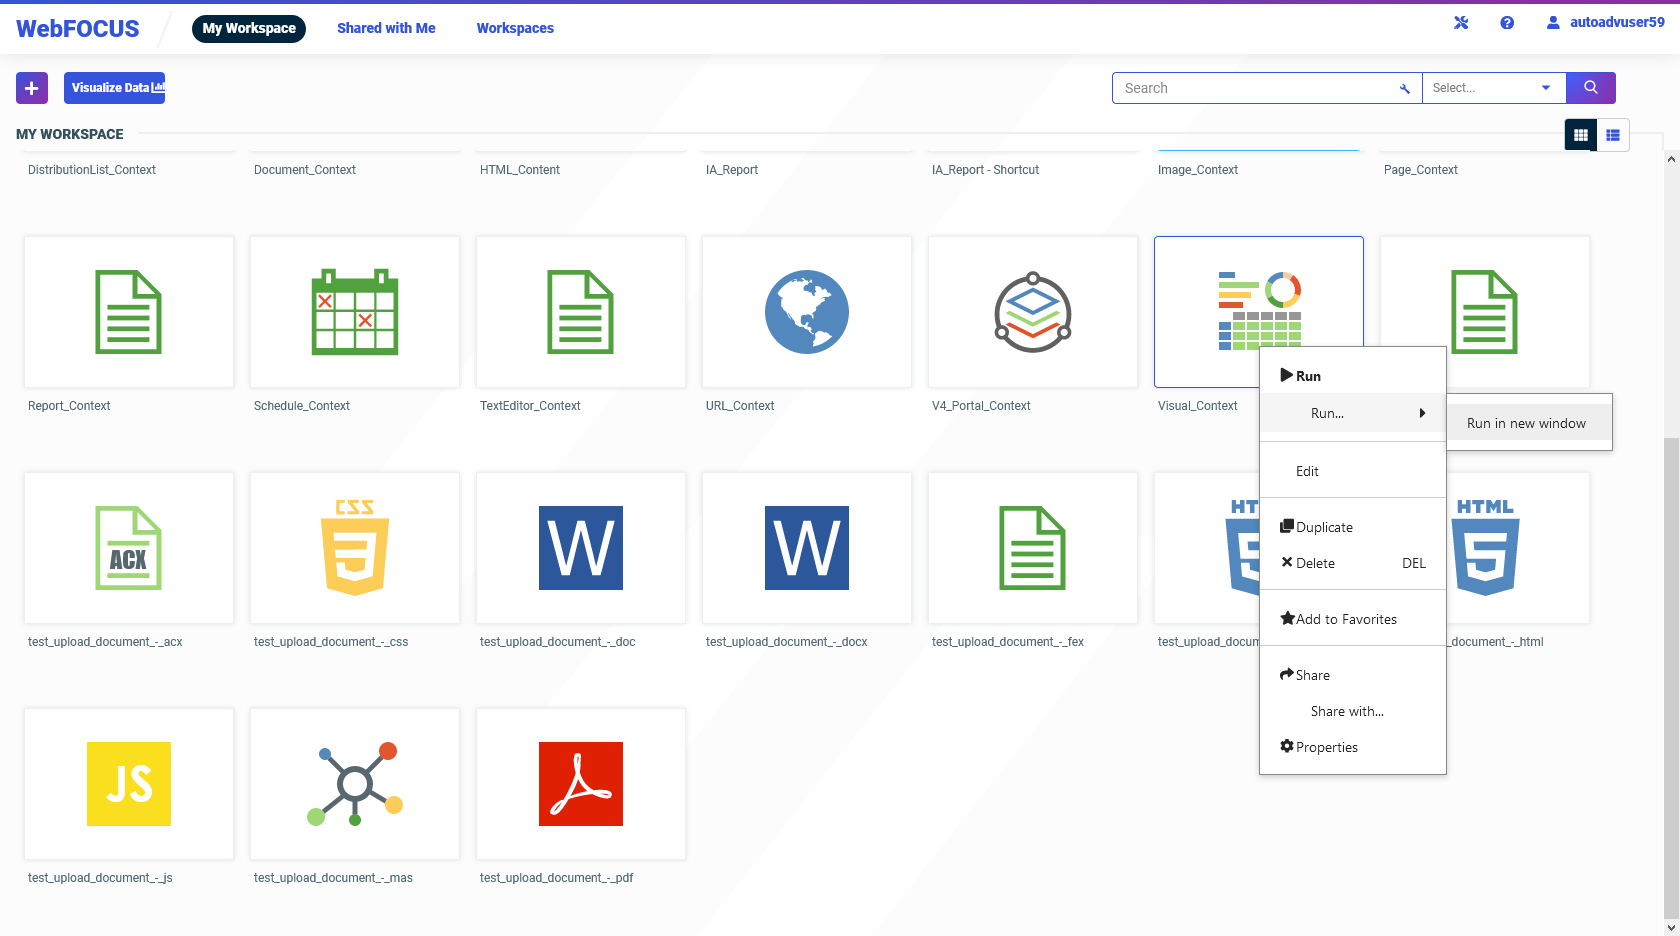 WebFOCUS
My Workspace
Shared with Me
Workspaces
autoadvuser59
Visualize Data
Search
Select...
MY WORKSPACE
DistributionList_Context
Document_Context
HTML_Content
IA_Report
IA_Report - Shortcut
Image_Context
Page_Context
Report_Context
Schedule_Context
TextEditor_Context
URL_Context
V4_Portal_Context
Visual_Context
Run
Run...
Run in new window
Edit
Duplicate
Delete DEL
Add to Favorites
Share
Share with...
Properties
ACX
CSS
W
W
HT
HTML
test_upload_document_-_acx
test_upload_document_-_css
test_upload_document_-_doc
test_upload_document_-_docx
test_upload_document_-_fex
test_upload_docum
_document_-_html
JS
test_upload_document_-_js
test_upload_document_-_mas
test_upload_document_-_pdf